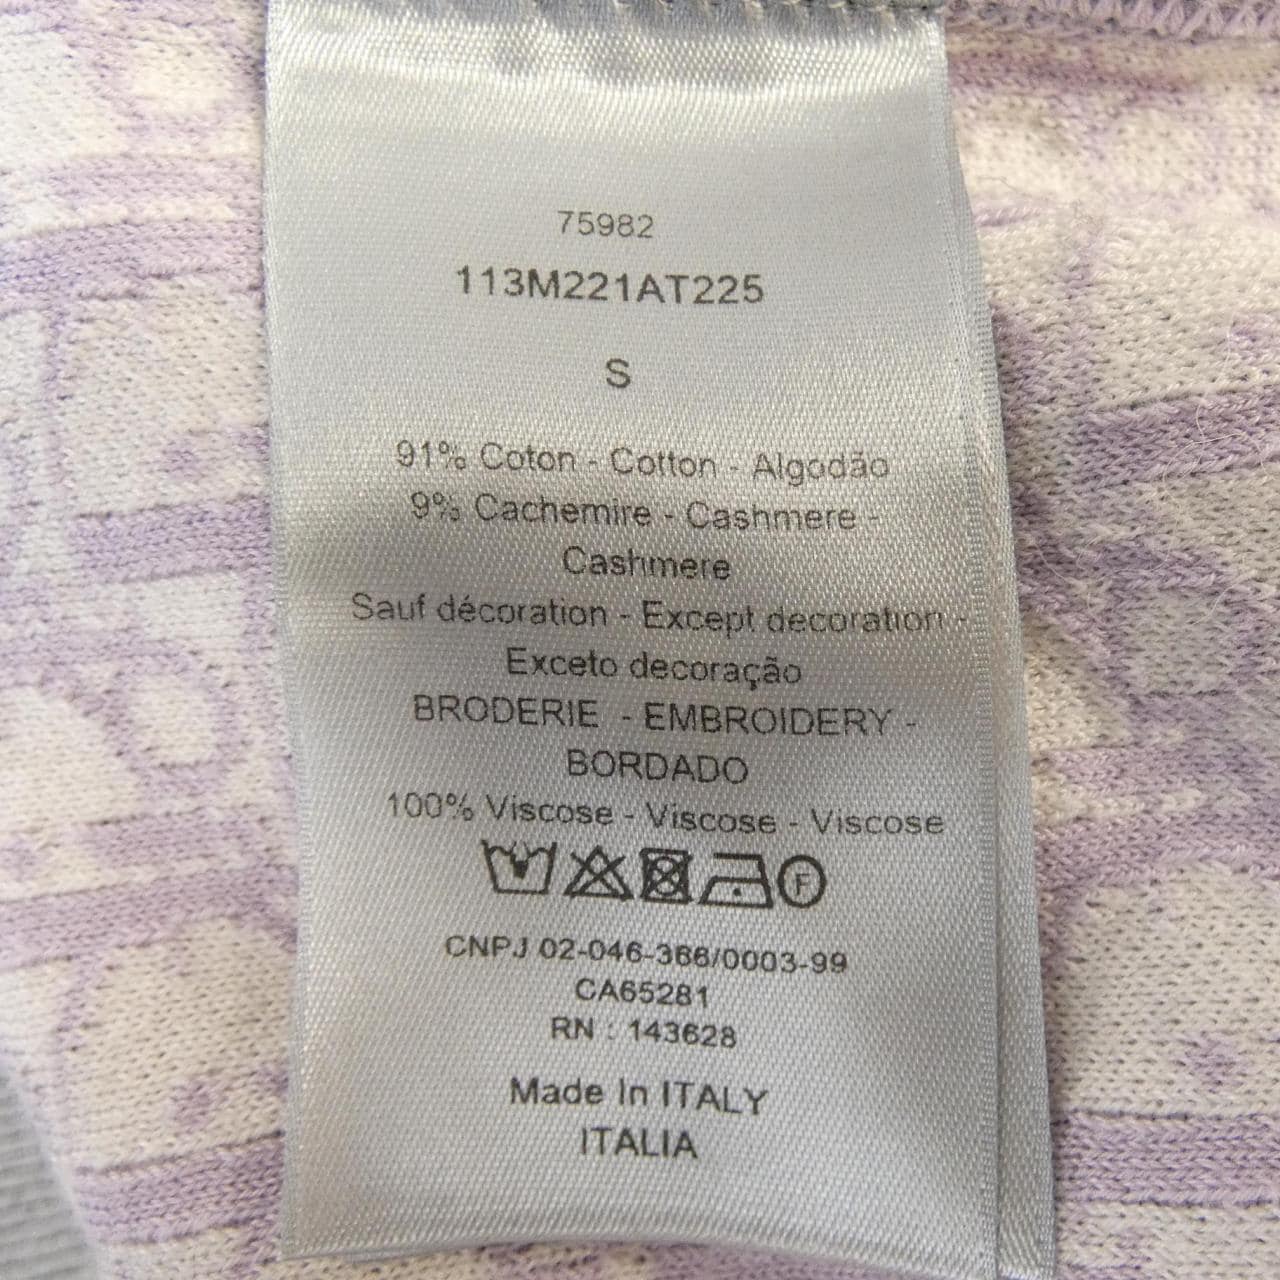 75982
113M221AT225
S
91% Coton - Cotton - Algodão
9% Cachemire - Cashmere -
Cashmere
Sauf décoration - Except decoration -
Exceto decoração
BRODERIE - EMBROIDERY -
BORDADO
100% Viscose - Viscose - Viscose
F
CNPJ 02-046-366/0003-99
CA65281
RN : 143628
Made In ITALY
ITALIA